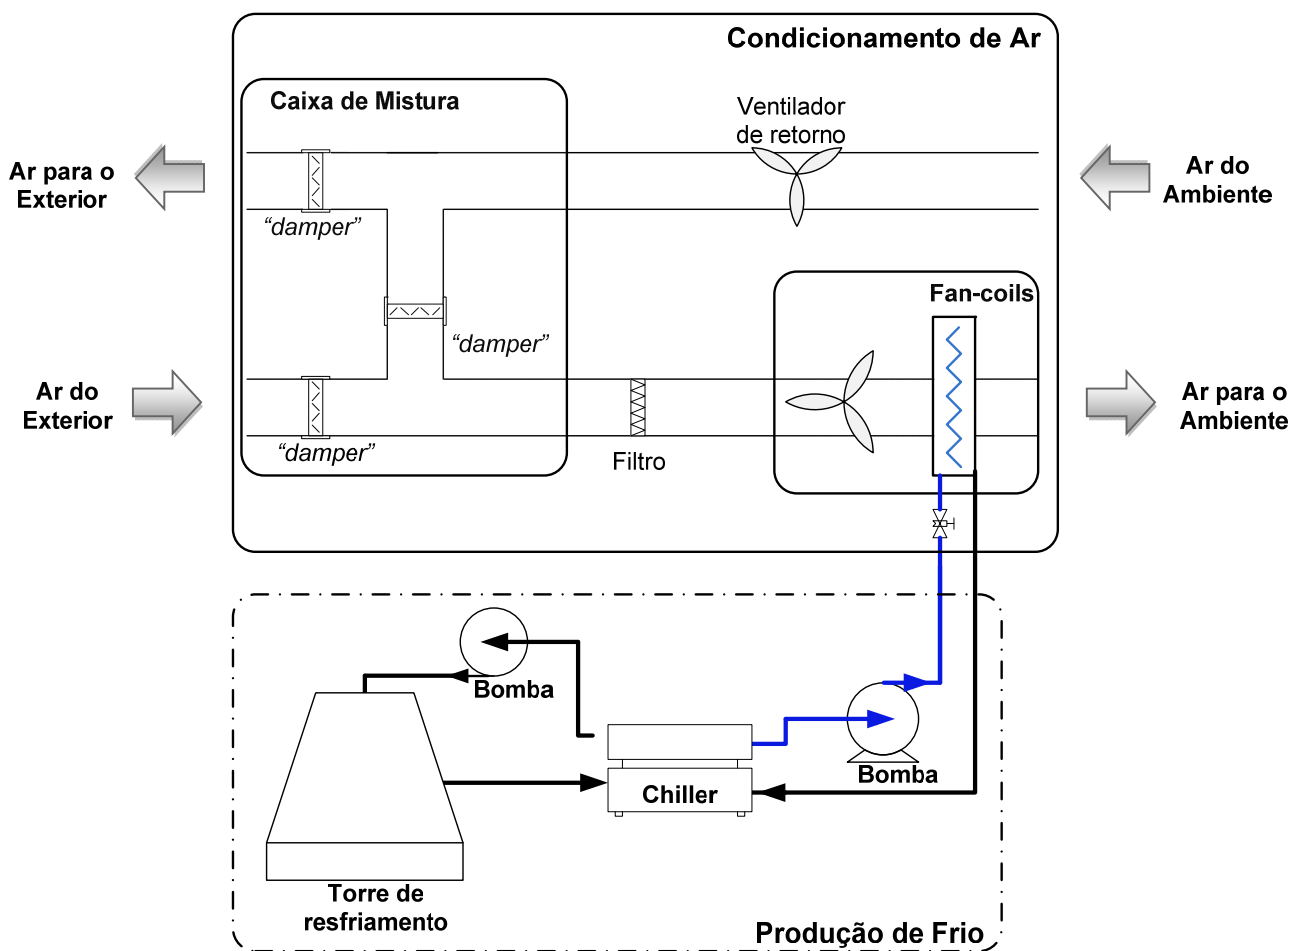 Condicionamento de Ar
Caixa de Mistura
Ventilador
de retorno
Ar para o
Exterior
Ar do
Ambiente
“damper”
Fan-coils
“damper”
Ar do
Exterior
Ar para o
Ambiente
“damper”
Filtro
Bomba
Bomba
Chiller
Torre de
resfriamento
Produção de Frio